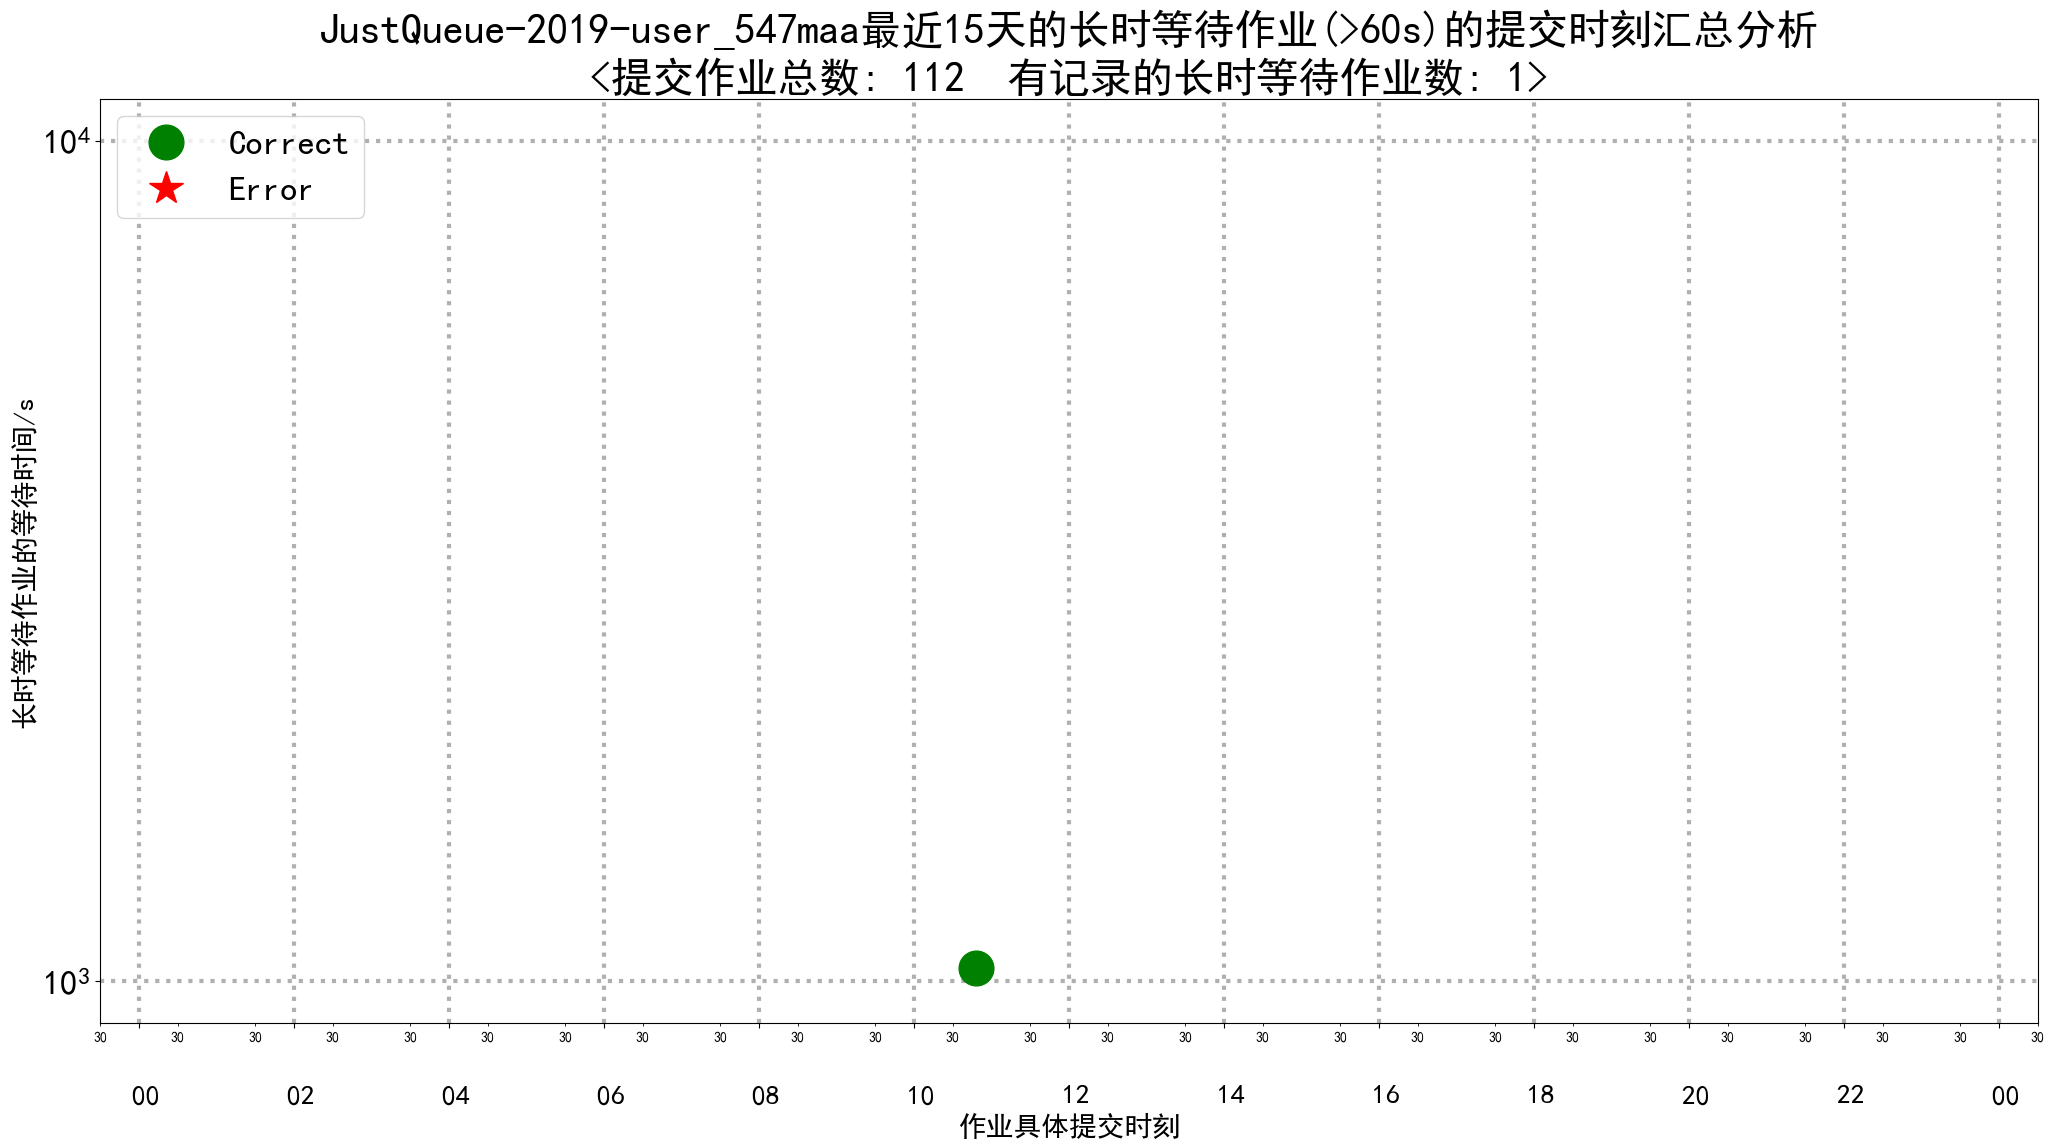 JustQueue-2019-user_547maa最近15天的长时等待作业(>60s)的提交时刻汇总分析
<提交作业总数: 112  有记录的长时等待作业数: 1>
10⁴
Correct
Error
长时等待作业的等待时间/s
10³
30 30 30 30 30 30 30 30 30 30 30 30 30 30 30 30 30 30 30 30 30 30 30 30 30 30
00 02 04 06 08 10 12 14 16 18 20 22 00
作业具体提交时刻